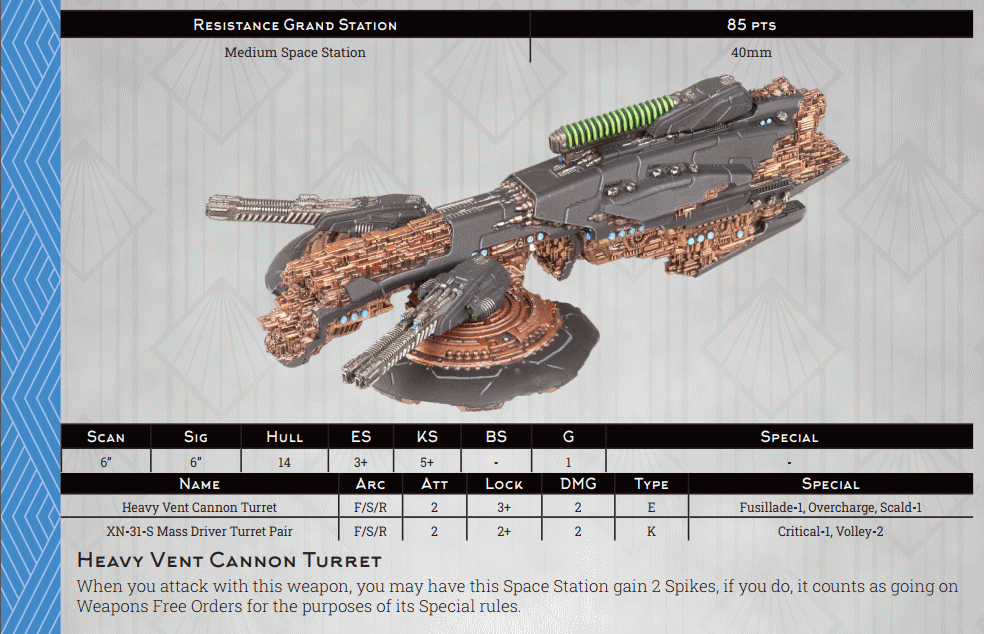 Resistance Grand Station 85 pts
Medium Space Station 40mm
Scan Sig Hull ES KS BS G Special
6” 6” 14 3+ 5+ - 1 -
Name Arc Att Lock DMG Type Special
Heavy Vent Cannon Turret F/S/R 2 3+ 2 E Fusillade-1, Overcharge, Scald-1
XN-31-S Mass Driver Turret Pair F/S/R 2 2+ 2 K Critical-1, Volley-2
Heavy Vent Cannon Turret
When you attack with this weapon, you may have this Space Station gain 2 Spikes, if you do, it counts as going on
Weapons Free Orders for the purposes of its Special rules.